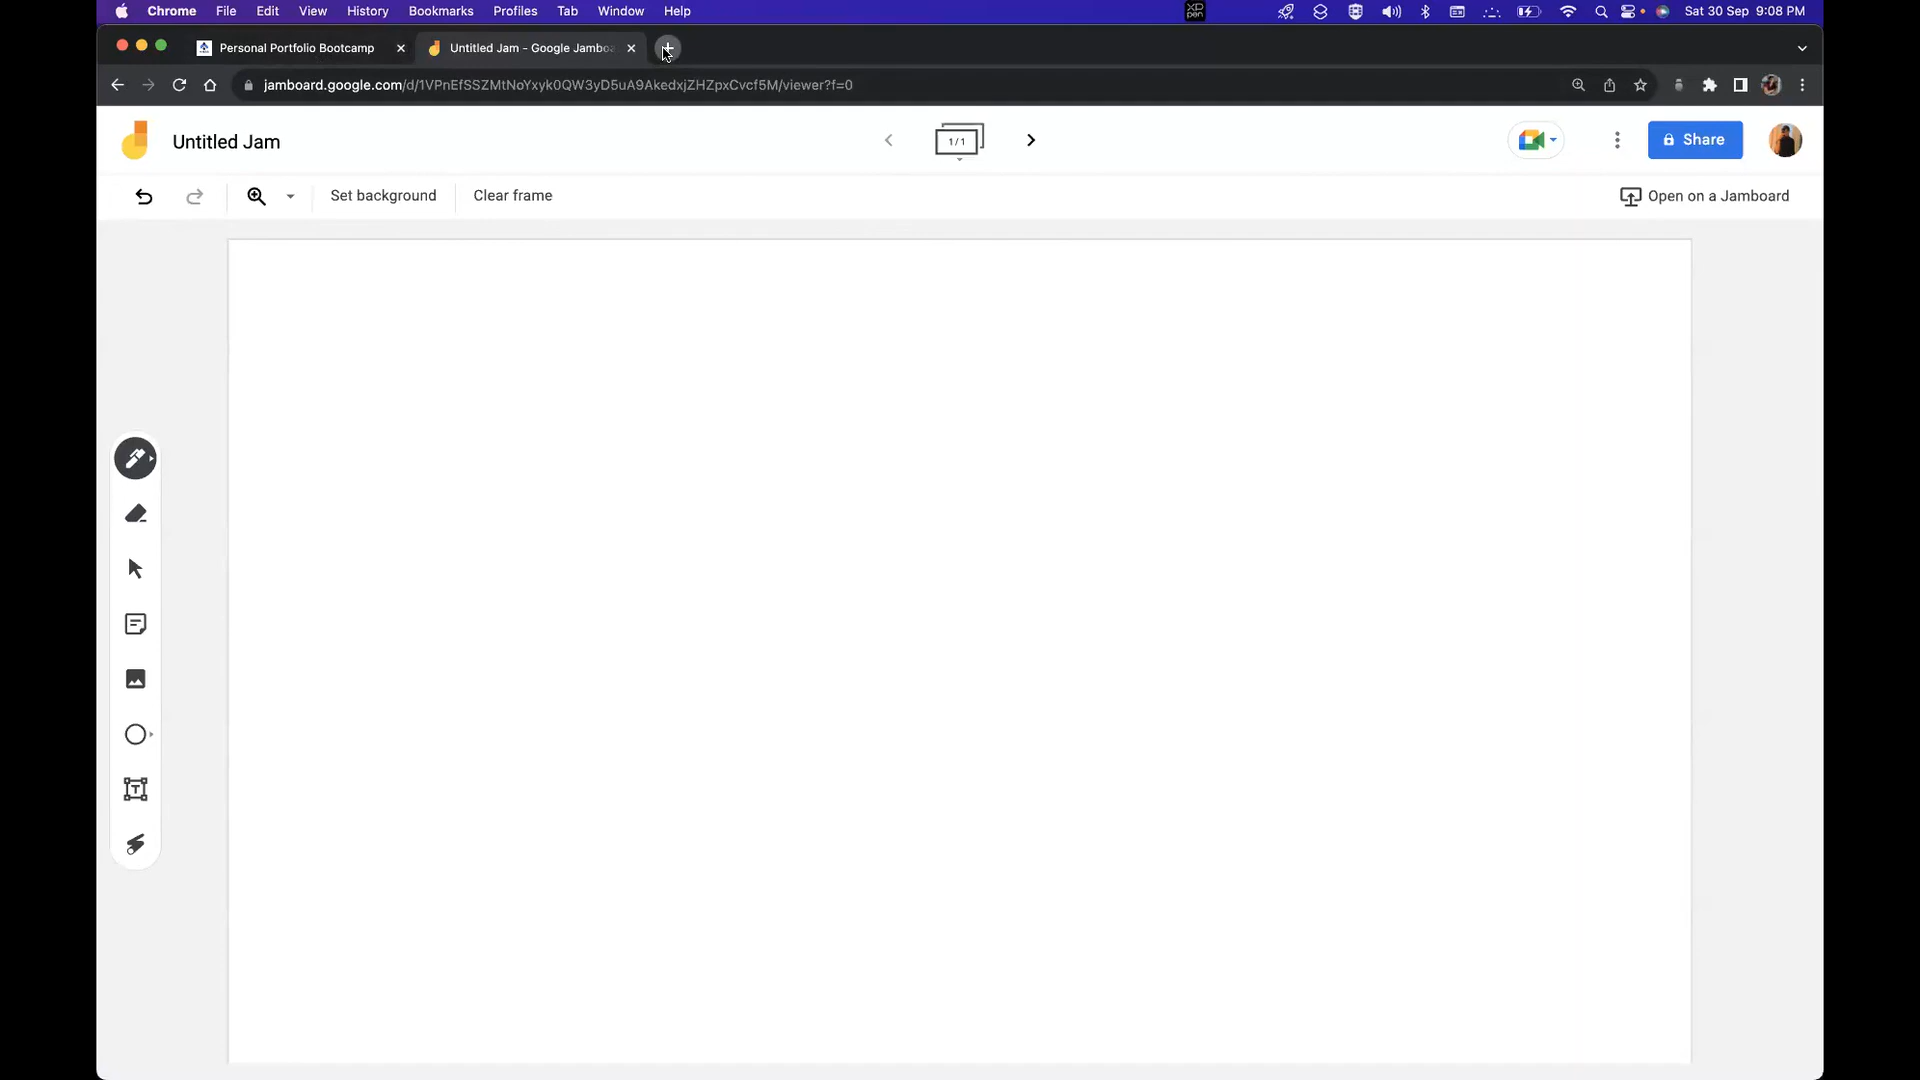 Chrome File Edit View History Bookmarks Profiles Tab Window Help XP pen Sat 30 Sep 9:08 PM
Personal Portfolio Bootcamp Untitled Jam - Google Jambo
jamboard.google.com/d/1VPnEfSSZMtNoYxyk0QW3yD5uA9AkedxjZHZpxCvcf5M/viewer?f=0
Untitled Jam 1/1 Share
Set background Clear frame Open on a Jamboard